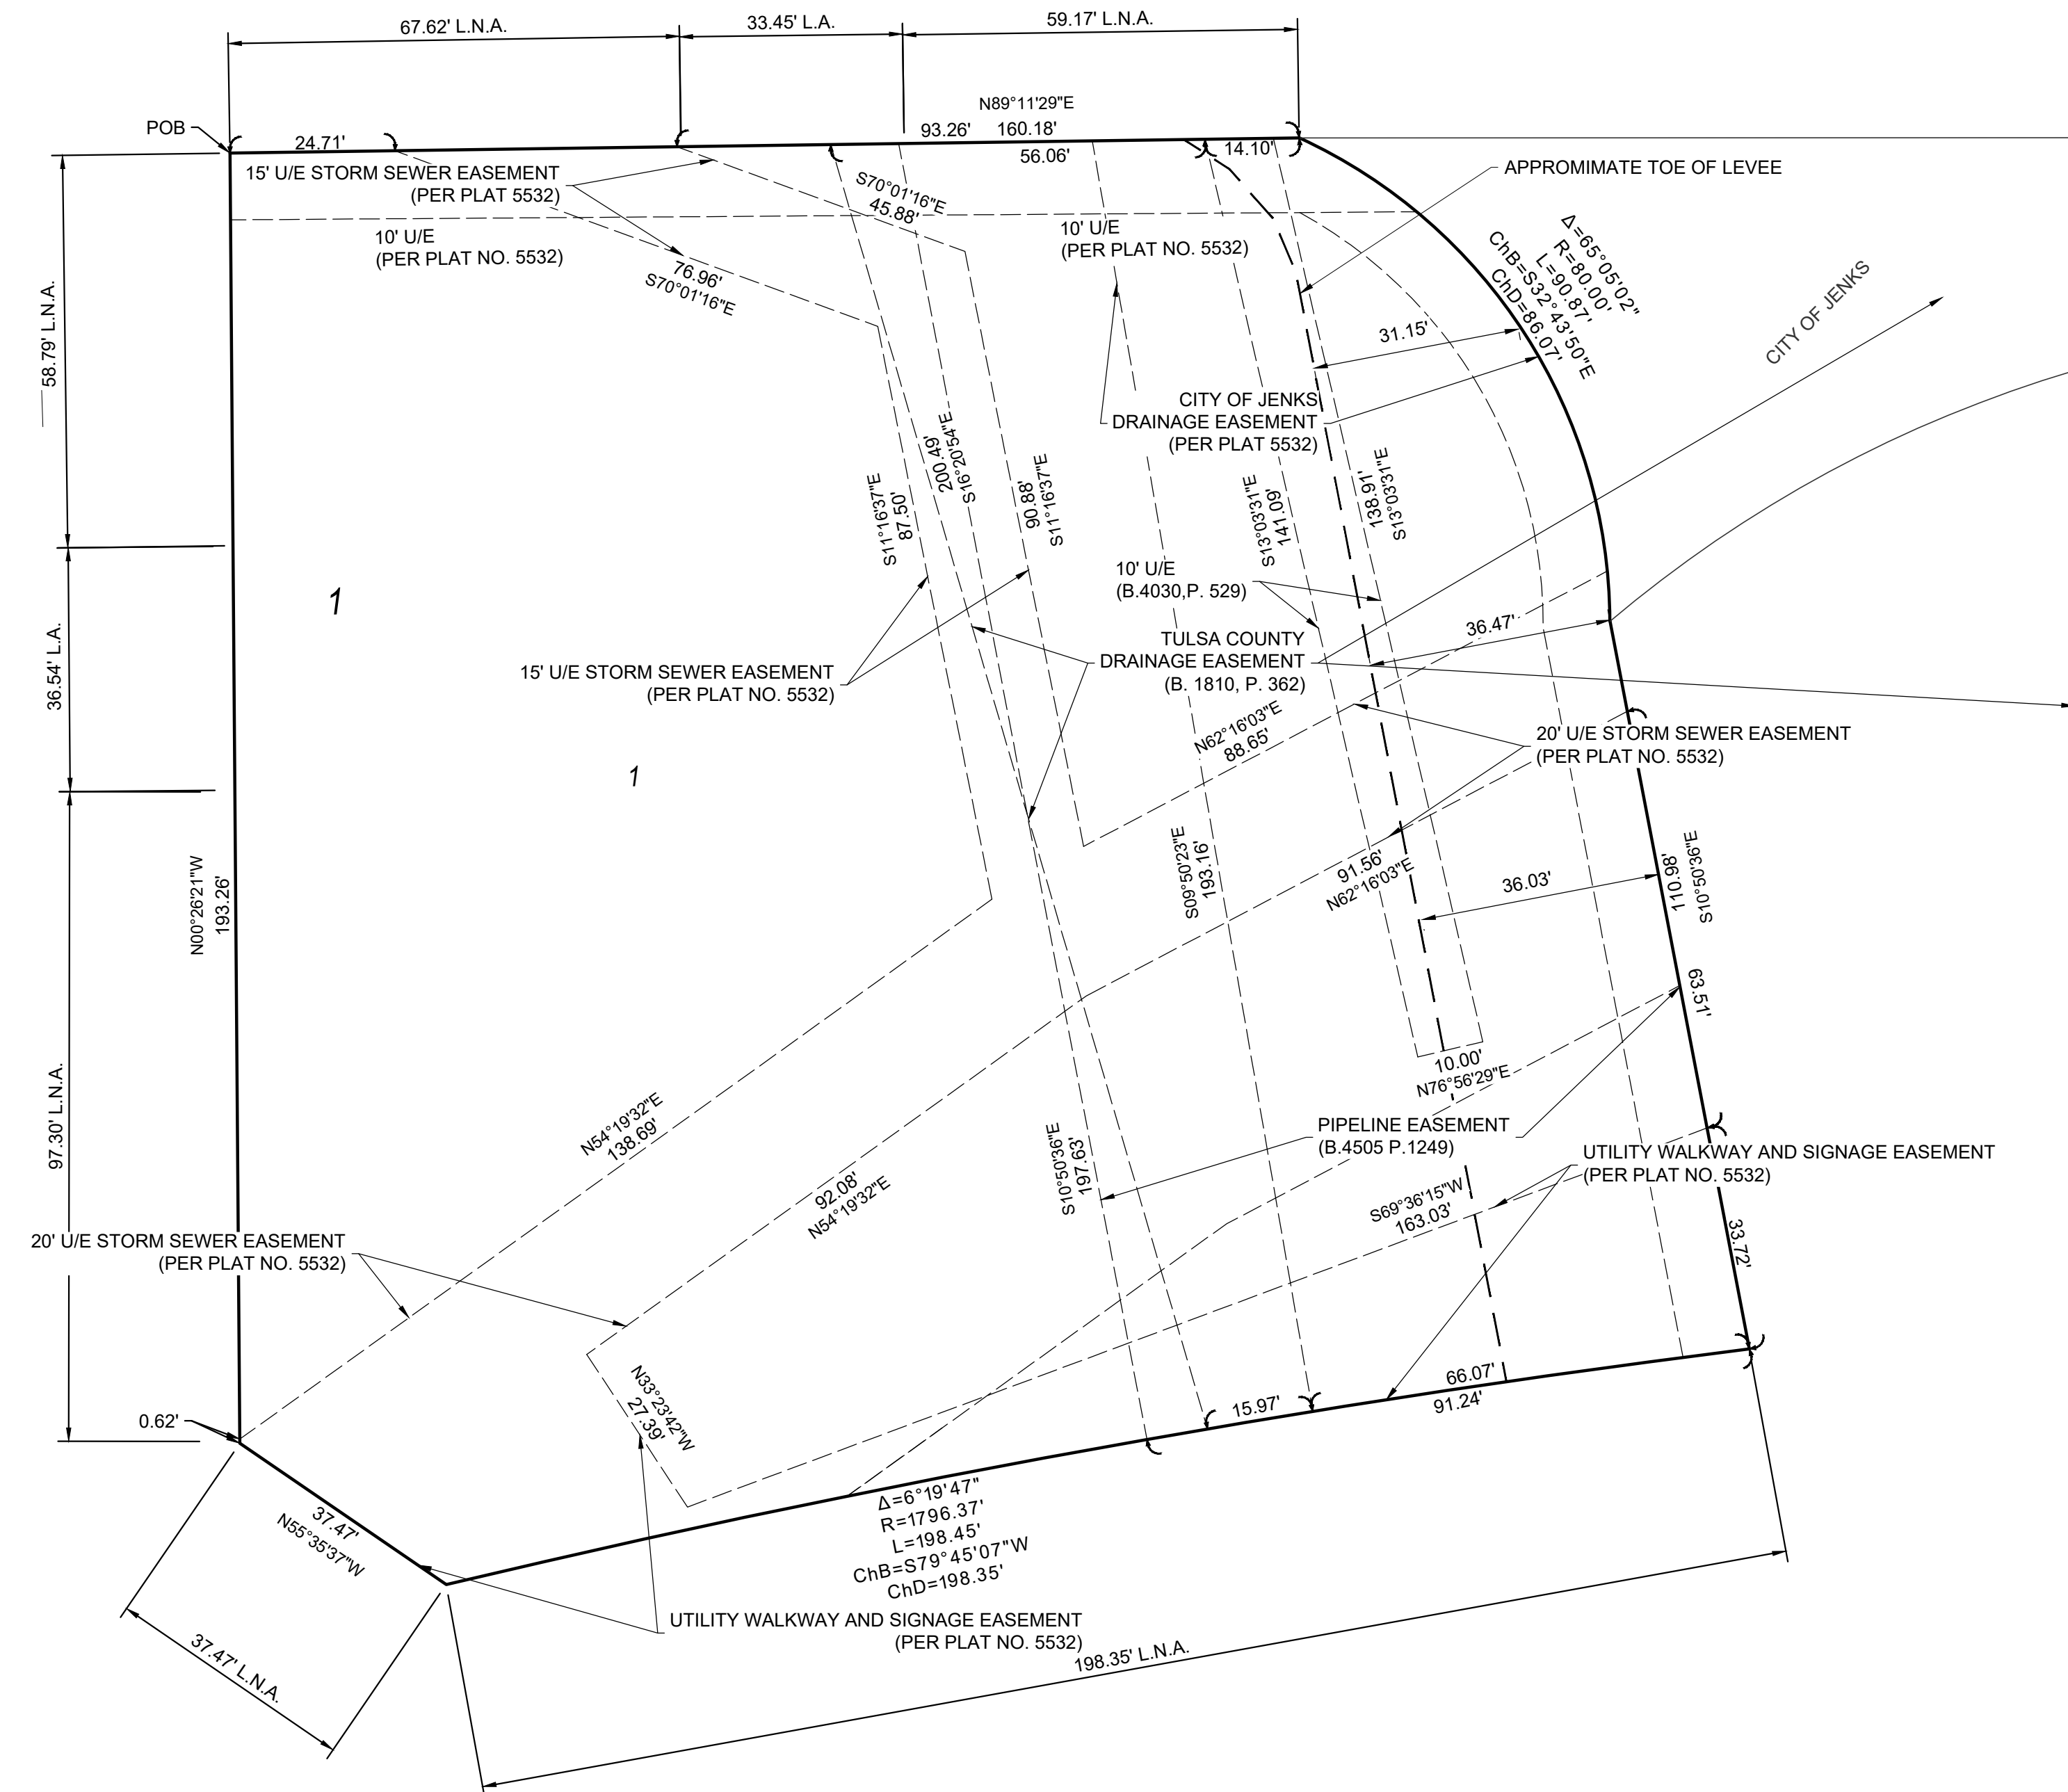 67.62' L.N.A.
33.45' L.A.
59.17' L.N.A.
N89°11'29"E
93.26'
160.18'
POB
24.71'
56.06'
14.10'
15' U/E STORM SEWER EASEMENT
(PER PLAT 5532)
APPROMIMATE TOE OF LEVEE
S70°01'16"E
45.88'
10' U/E
(PER PLAT NO. 5532)
10' U/E
(PER PLAT NO. 5532)
76.96'
S70°01'16"E
Δ=65°05'02"
R=80.00'
L=90.87'
ChB=S32°43'50"E
ChD=86.07'
CITY OF JENKS
58.79' L.N.A.
31.15'
CITY OF JENKS
DRAINAGE EASEMENT
(PER PLAT 5532)
S11°16'37"E
87.50'
200.49'
S16°20'54"E
90.88'
S11°16'37"E
S13°03'31"E
141.09'
138.91'
S13°03'31"E
10' U/E
(B.4030,P. 529)
1
36.54' L.A.
36.47'
TULSA COUNTY
DRAINAGE EASEMENT
(B. 1810, P. 362)
15' U/E STORM SEWER EASEMENT
(PER PLAT NO. 5532)
N62°16'03"E
88.65'
20' U/E STORM SEWER EASEMENT
(PER PLAT NO. 5532)
1
S09°50'23"E
193.16'
91.56'
N62°16'03"E
36.03'
110.98'
S10°50'36"E
N00°26'21"W
193.26'
63.51'
97.30' L.N.A.
10.00'
N76°56'29"E
N54°19'32"E
138.69'
PIPELINE EASEMENT
(B.4505 P.1249)
UTILITY WALKWAY AND SIGNAGE EASEMENT
(PER PLAT NO. 5532)
S10°50'36"E
197.63'
92.08'
N54°19'32"E
S69°36'15"W
163.03'
20' U/E STORM SEWER EASEMENT
(PER PLAT NO. 5532)
33.72'
N33°23'42"W
27.39'
66.07'
15.97'
91.24'
0.62'
37.47'
N55°35'37"W
Δ=6°19'47"
R=1796.37'
L=198.45'
ChB=S79°45'07"W
ChD=198.35'
UTILITY WALKWAY AND SIGNAGE EASEMENT
(PER PLAT NO. 5532)
37.47' L.N.A.
198.35' L.N.A.